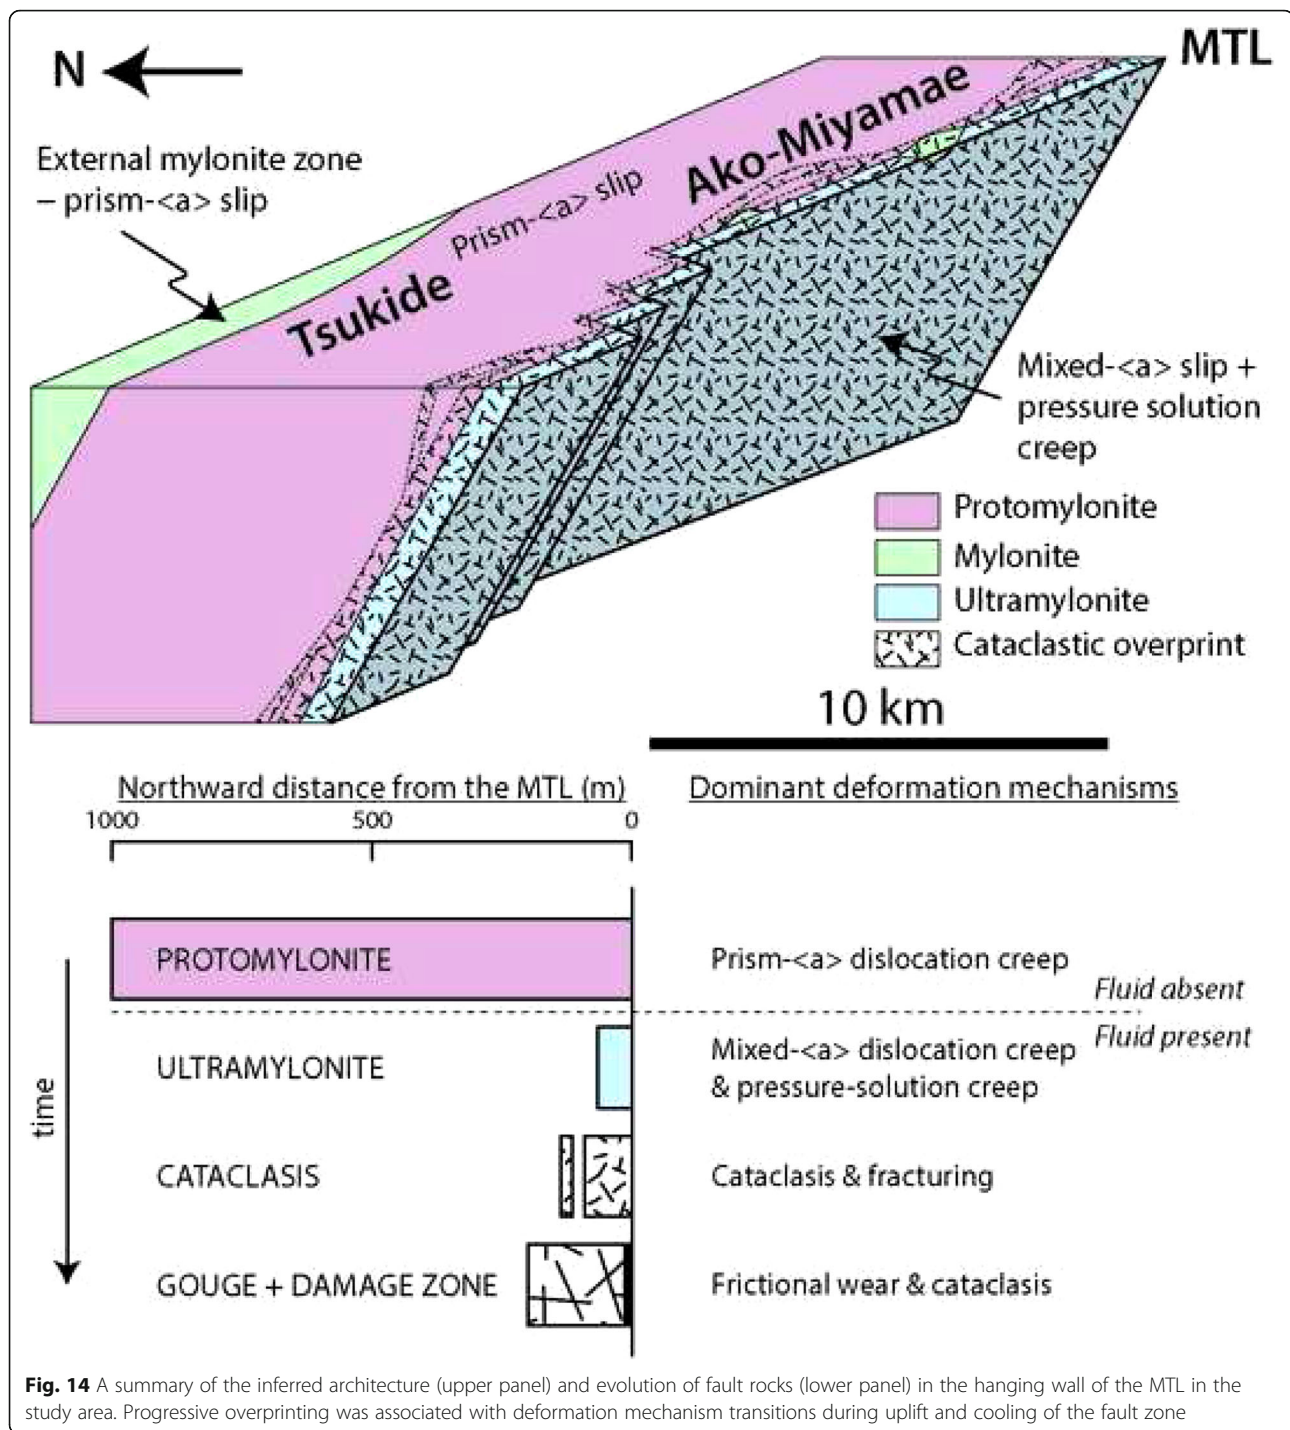 N
MTL
External mylonite zone
– prism-<a> slip
Ako-Miyamae
Prism-<a> slip
Tsukide
Mixed-<a> slip +
pressure solution
creep
Protomylonite
Mylonite
Ultramylonite
Cataclastic overprint
10 km
Northward distance from the MTL (m)
Dominant deformation mechanisms
1000 500 0
PROTOMYLONITE
Prism-<a> dislocation creep
Fluid absent
Fluid present
ULTRAMYLONITE
Mixed-<a> dislocation creep
& pressure-solution creep
time
CATACLASIS
Cataclasis & fracturing
GOUGE + DAMAGE ZONE
Frictional wear & cataclasis
Fig. 14 A summary of the inferred architecture (upper panel) and evolution of fault rocks (lower panel) in the hanging wall of the MTL in the
study area. Progressive overprinting was associated with deformation mechanism transitions during uplift and cooling of the fault zone